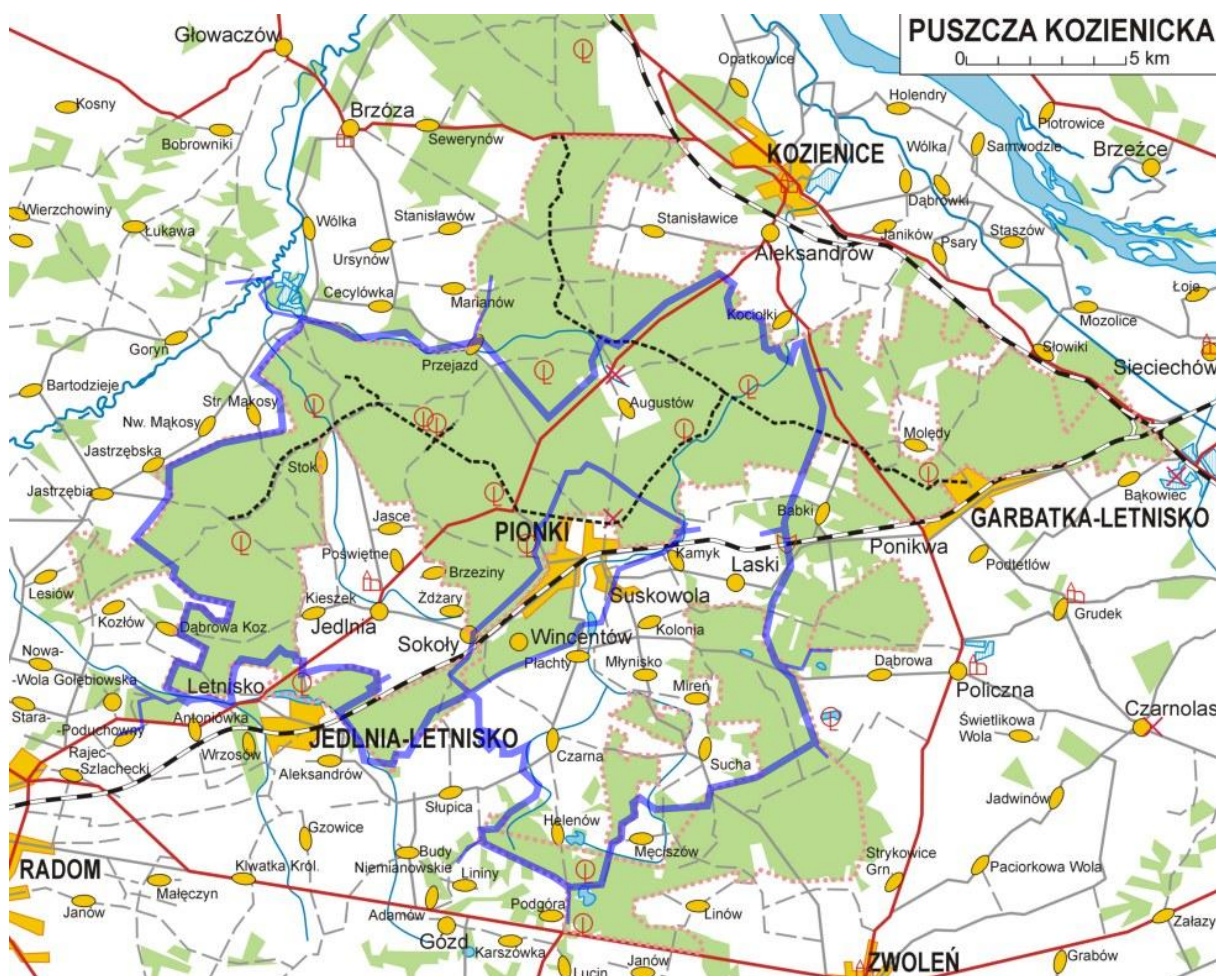 PUSZCZA KOZIENICKA
0 5 km
Głowaczów
Opatkowice
Kosny
Brzóza
Sewerynów
Holendry
Piotrowice
Bobrowniki
KOZIENICE
Wólka
Samwodzie
Brzeźce
Wierzchowiny
Łukawa
Wólka
Stanisławów
Stanisławice
Dąbrówki
Ursynów
Aleksandrów
Janików
Staszów
Psary
Cecylówka
Marianów
Kociołki
Łoje
Mozolice
Goryn
Przejazd
Słowiki
Sieciechów
Bartodzieje
Str. Mąkosy
Augustów
Nw. Mąkosy
Molędy
Jastrzębska
Stoki
Jastrzębia
Bąkowiec
Jasce
Babki
GARBATKA-LETNISKO
PIONKI
Poświętne
Kamyk
Ponikwa
Laski
Podtetlów
Lesiów
Brzeziny
Suskowola
Kozłów
Kieszek
Żdżary
Grudek
Dąbrowa Koz.
Jedlnia
Sokoły
Wincentów
Kolonia
Nowa-
-Wola Gołębiowska
Płachty
Młynisko
Dąbrowa
Letnisko
Mireń
Policzna
Stara-
-Poduchowny
Antoniówka
Czarnolas
Rajec-
Szlachecki
Wrzosów
JEDLNIA-LETNISKO
Świetlikowa
Wola
Aleksandrów
Czarna
Sucha
Słupica
Jadwinów
Gzowice
Helenów
RADOM
Budy
Niemianowskie
Męciszów
Klwatka Król.
Lininy
Strykowice
Grn.
Paciorkowa Wola
Małęczyn
Janów
Adamów
Podgóra
Linów
Gózd
Karszówka
Załazy
Lucin
Janów
ZWOLEŃ
Grabów